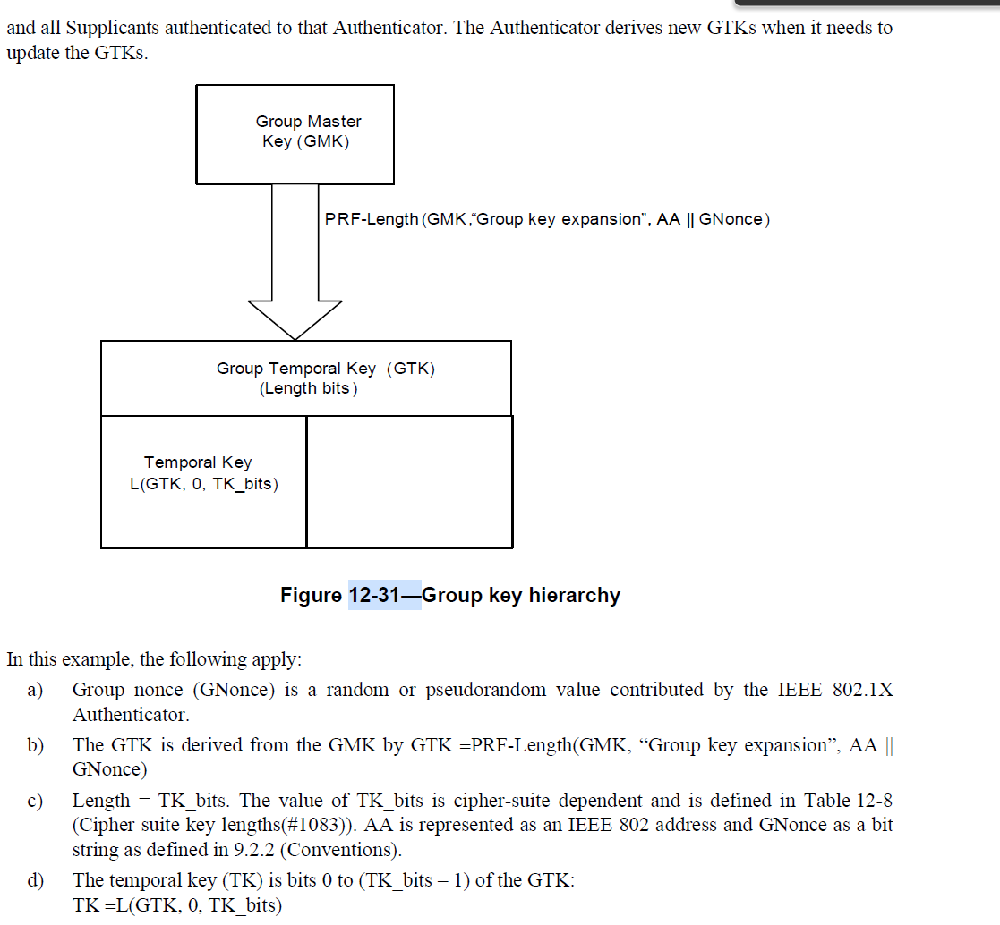 and all Supplicants authenticated to that Authenticator. The Authenticator derives new GTKs when it needs to
update the GTKs.
Group Master
Key (GMK)
PRF-Length (GMK,“Group key expansion”, AA || GNonce)
Group Temporal Key (GTK)
(Length bits)
Temporal Key
L(GTK, 0, TK_bits)
Figure 12-31—Group key hierarchy
In this example, the following apply:
a) Group nonce (GNonce) is a random or pseudorandom value contributed by the IEEE 802.1X
Authenticator.
b) The GTK is derived from the GMK by GTK =PRF-Length(GMK, “Group key expansion”, AA ||
GNonce)
c) Length = TK_bits. The value of TK_bits is cipher-suite dependent and is defined in Table 12-8
(Cipher suite key lengths(#1083)). AA is represented as an IEEE 802 address and GNonce as a bit
string as defined in 9.2.2 (Conventions).
d) The temporal key (TK) is bits 0 to (TK_bits – 1) of the GTK:
TK =L(GTK, 0, TK_bits)